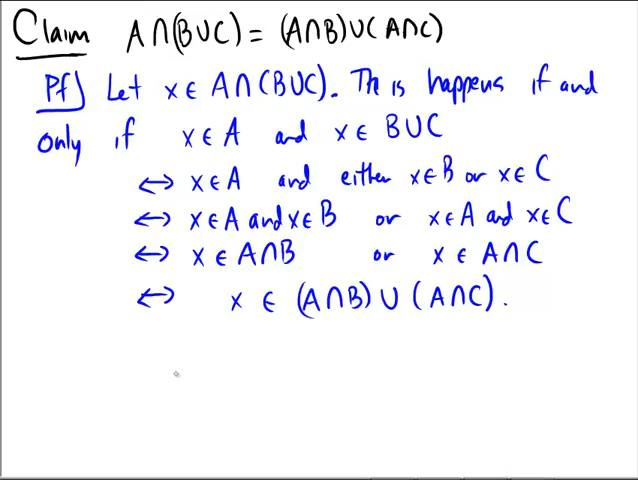 Claim A∩(B∪C) = (A∩B)∪(A∩C)
Pf) Let x ∈ A∩(B∪C). This happens if and
only if x ∈ A and x ∈ B∪C
↔ x ∈ A and either x ∈ B or x ∈ C
↔ x ∈ A and x ∈ B or x ∈ A and x ∈ C
↔ x ∈ A∩B or x ∈ A∩C
↔ x ∈ (A∩B) ∪ (A∩C).